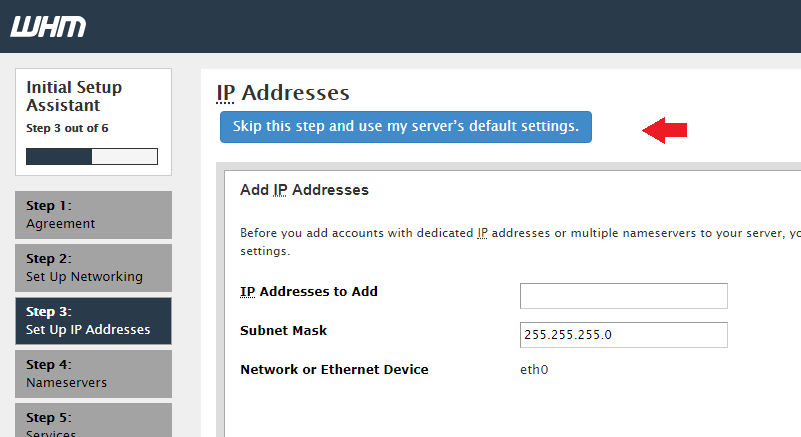 WHM
Initial Setup
Assistant
Step 3 out of 6
Step 1:
Agreement
Step 2:
Set Up Networking
Step 3:
Set Up IP Addresses
Step 4:
Nameservers
Step 5:
Services
IP Addresses
Skip this step and use my server's default settings.
Add IP Addresses
Before you add accounts with dedicated IP addresses or multiple nameservers to your server,
settings.
IP Addresses to Add
Subnet Mask
255.255.255.0
Network or Ethernet Device
eth0